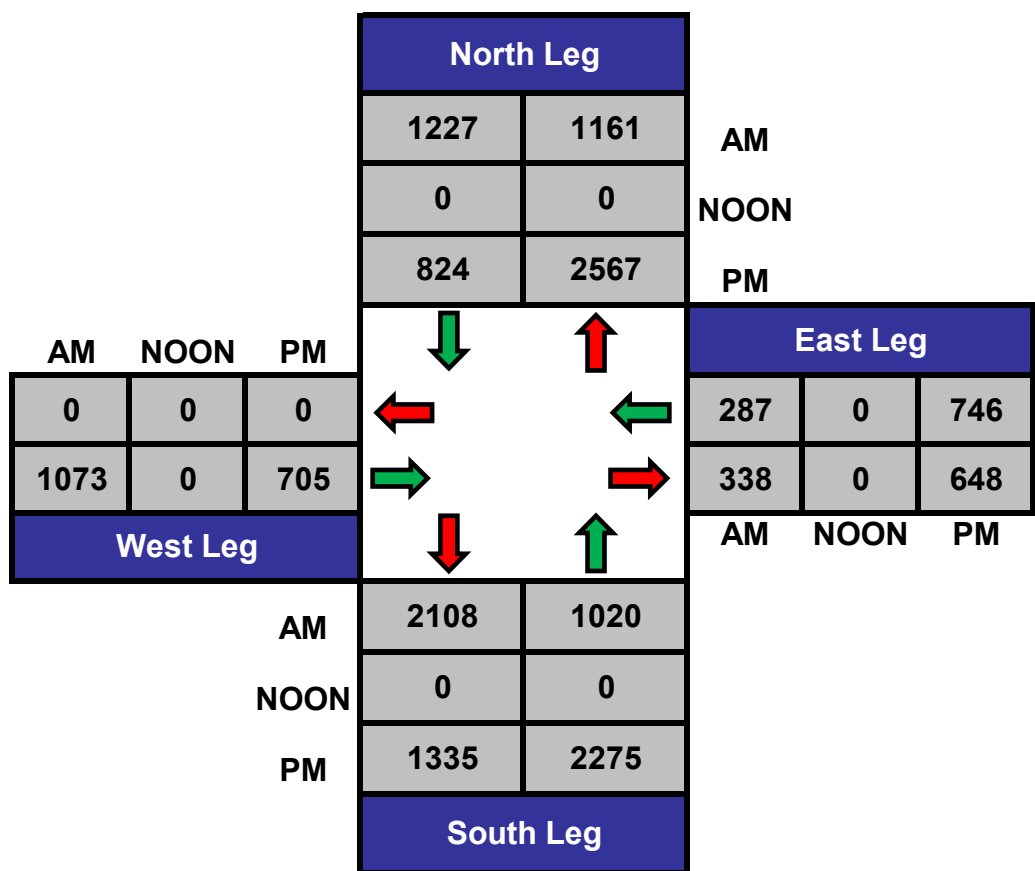 North Leg
1227 1161 AM
0 0 NOON
824 2567 PM
AM NOON PM
East Leg
0 0 0
287 0 746
1073 0 705
338 0 648
West Leg
AM NOON PM
AM 2108 1020
NOON 0 0
PM 1335 2275
South Leg